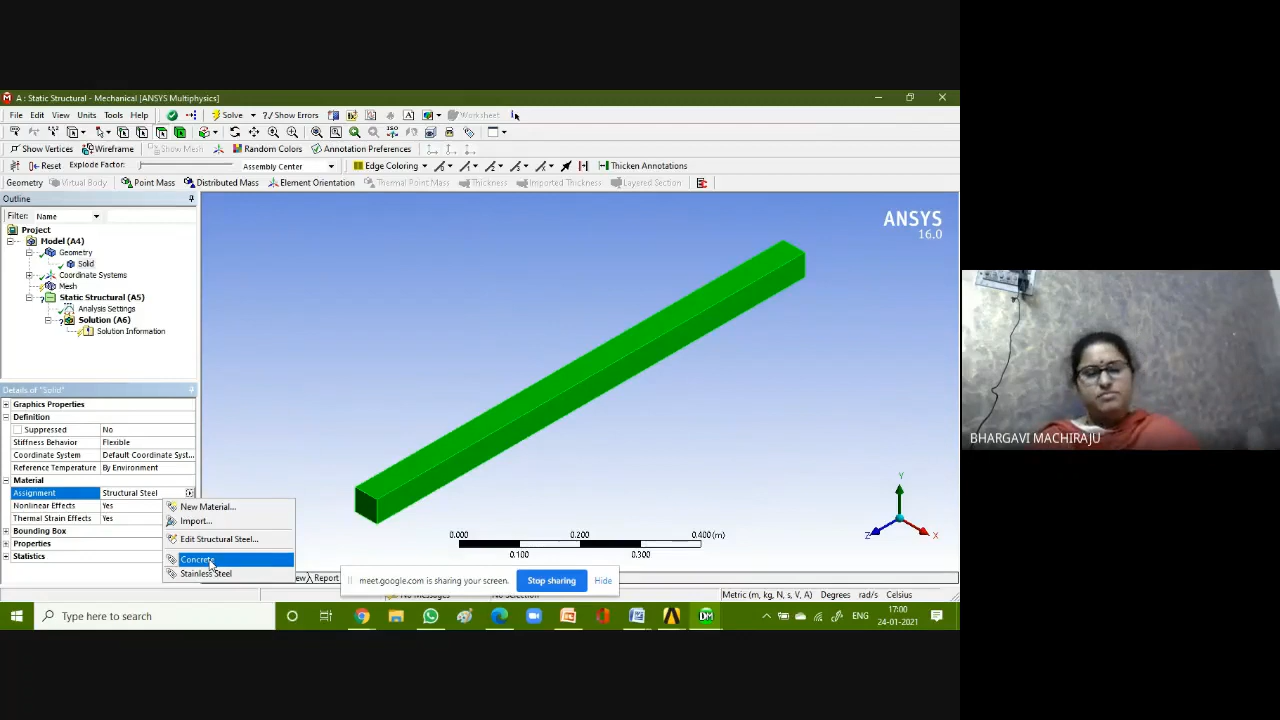 A : Static Structural - Mechanical [ANSYS Multiphysics]
File Edit View Units Tools Help Solve ?/ Show Errors Worksheet
Show Vertices Wireframe Show Mesh Random Colors Annotation Preferences
Reset Explode Factor: Assembly Center Edge Coloring Thicken Annotations
Geometry Virtual Body Point Mass Distributed Mass Element Orientation Thermal Point Mass Thickness Imported Thickness Layered Section
Outline
Filter: Name
Project
Model (A4)
Geometry
Solid
Coordinate Systems
Mesh
Static Structural (A5)
Analysis Settings
Solution (A6)
Solution Information
Details of "Solid"
Graphics Properties
Definition
Suppressed No
Stiffness Behavior Flexible
Coordinate System Default Coordinate Syst...
Reference Temperature By Environment
Material
Assignment Structural Steel
Nonlinear Effects Yes
Thermal Strain Effects Yes
Bounding Box
Properties
Statistics
New Material...
Import...
Edit Structural Steel...
Concrete
Stainless Steel
ANSYS
16.0
0.000 0.200 0.400 (m)
0.100 0.300
Y
Z X
Report
meet.google.com is sharing your screen. Stop sharing Hide
Metric (m, kg, N, s, V, A) Degrees rad/s Celsius
Type here to search
ENG
17:00
24-01-2021
BHARGAVI MACHIRAJU